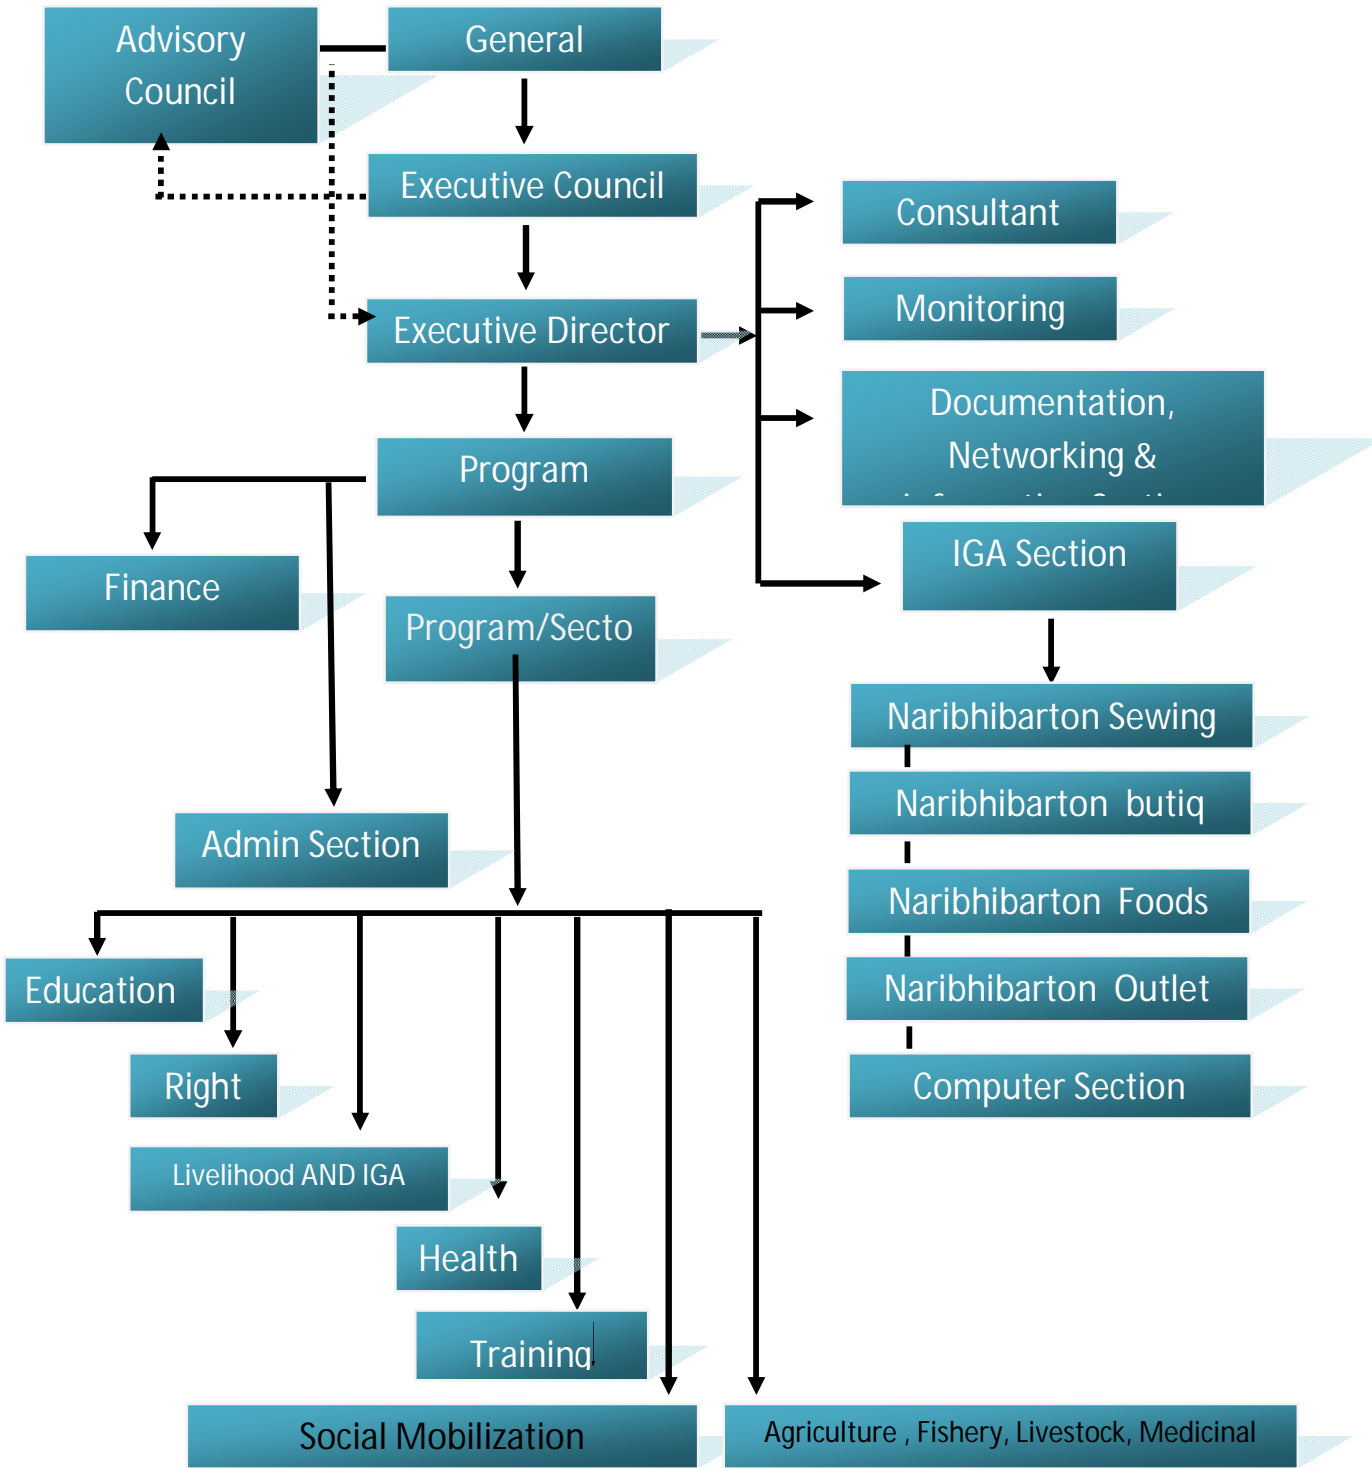 Advisory
Council
General
Executive Council
Executive Director
Consultant
Monitoring
Documentation,
Networking &
IGA Section
Program
Finance
Program/Secto
Admin Section
Naribhibarton Sewing
Naribhibarton butiq
Naribhibarton Foods
Naribhibarton Outlet
Computer Section
Education
Right
Livelihood AND IGA
Health
Training
Social Mobilization
Agriculture , Fishery, Livestock, Medicinal